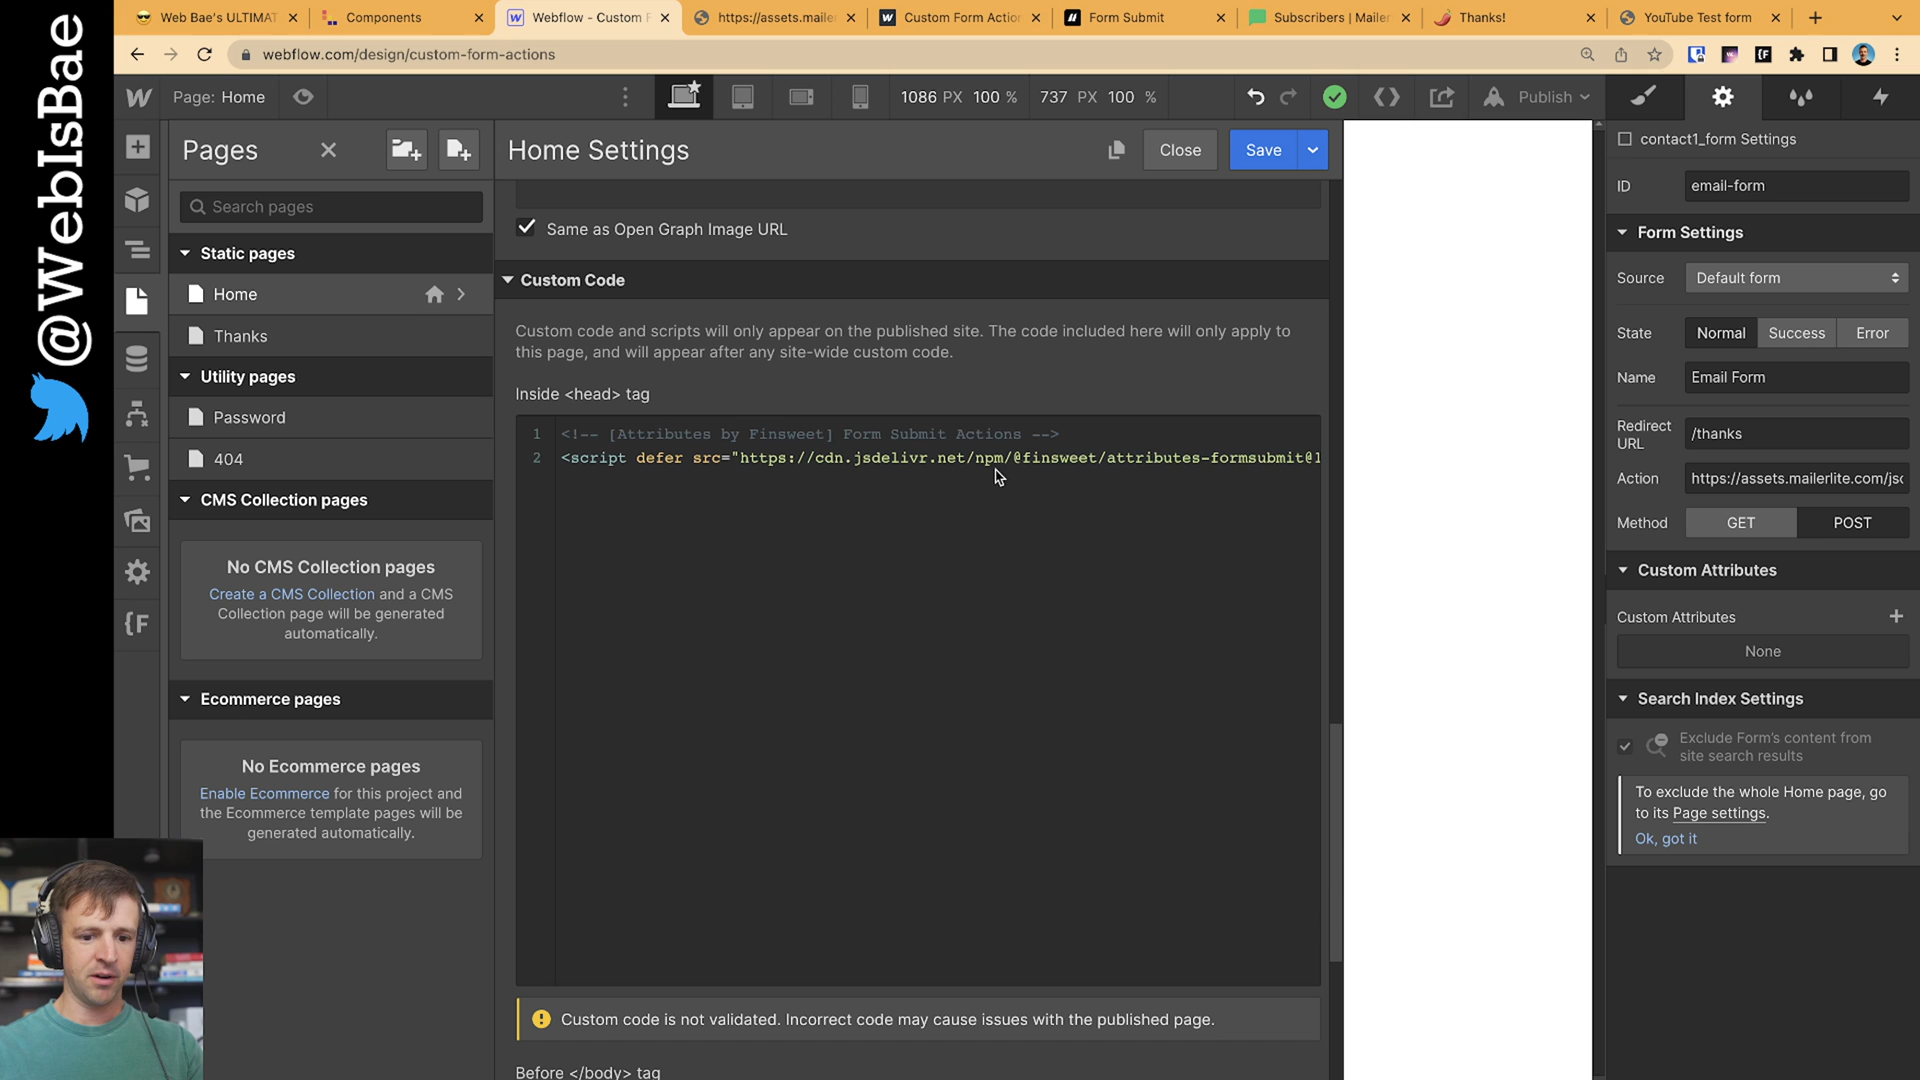 @WebIsBae
Web Bae's ULTIMAT
Components
Webflow - Custom F
https://assets.maile
Custom Form Actio
Form Submit
Subscribers | Mailer
Thanks!
YouTube Test form
webflow.com/design/custom-form-actions
Page: Home
1086 PX 100 %
737 PX 100 %
Publish
Pages
Search pages
Static pages
Home
Thanks
Utility pages
Password
404
CMS Collection pages
No CMS Collection pages
Create a CMS Collection and a CMS
Collection page will be generated
automatically.
Ecommerce pages
No Ecommerce pages
Enable Ecommerce for this project and
the Ecommerce template pages will be
generated automatically.
Home Settings
Close
Save
Same as Open Graph Image URL
Custom Code
Custom code and scripts will only appear on the published site. The code included here will only apply to
this page, and will appear after any site-wide custom code.
Inside <head> tag
1 <!-- [Attributes by Finsweet] Form Submit Actions -->
2 <script defer src="https://cdn.jsdelivr.net/npm/@finsweet/attributes-formsubmit@1
Custom code is not validated. Incorrect code may cause issues with the published page.
Before </body> tag
contact1_form Settings
ID email-form
Form Settings
Source Default form
State Normal Success Error
Name Email Form
Redirect
URL
/thanks
Action https://assets.mailerlite.com/jso
Method GET POST
Custom Attributes
Custom Attributes
None
Search Index Settings
Exclude Form's content from
site search results
To exclude the whole Home page, go
to its Page settings.
Ok, got it